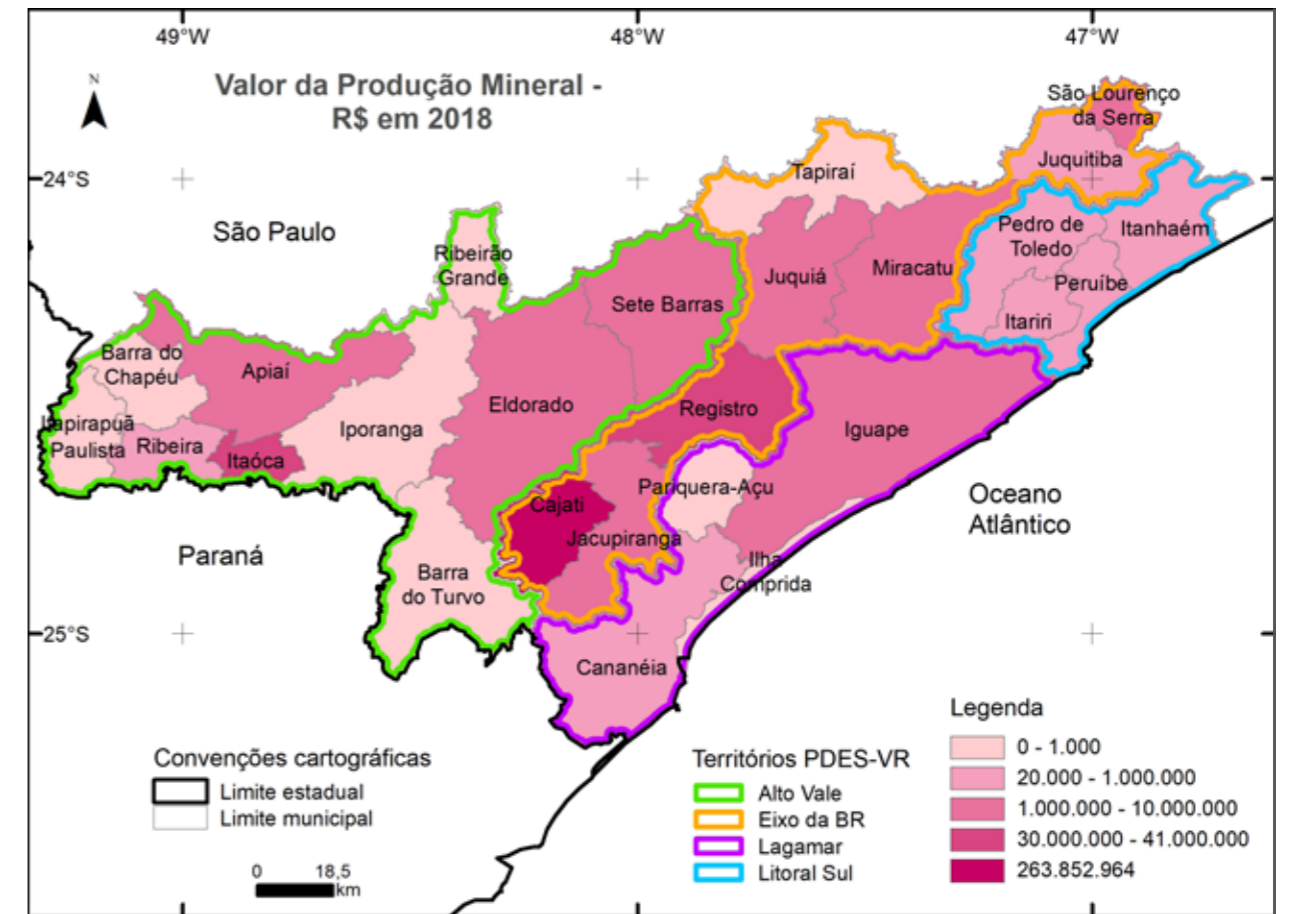 49°W
48°W
47°W
N
Valor da Produção Mineral -
R$ em 2018
São Lourenço
da Serra
Juquitiba
24°S
Tapiraí
São Paulo
Pedro de
Toledo
Itanhaém
Ribeirão
Grande
Juquiá
Miracatu
Peruíbe
Sete Barras
Itariri
Barra do
Chapéu
Apiaí
Eldorado
Registro
Iguape
Itapirapuã
Paulista
Ribeira
Itaóca
Iporanga
Pariquera-Açu
Cajati
Oceano
Atlântico
Jacupiranga
Paraná
Ilha
Comprida
Barra
do Turvo
25°S
Cananéia
Convenções cartográficas
Limite estadual
Limite municipal
0 18,5
km
Territórios PDES-VR
Alto Vale
Eixo da BR
Lagamar
Litoral Sul
Legenda
0 - 1.000
20.000 - 1.000.000
1.000.000 - 10.000.000
30.000.000 - 41.000.000
263.852.964